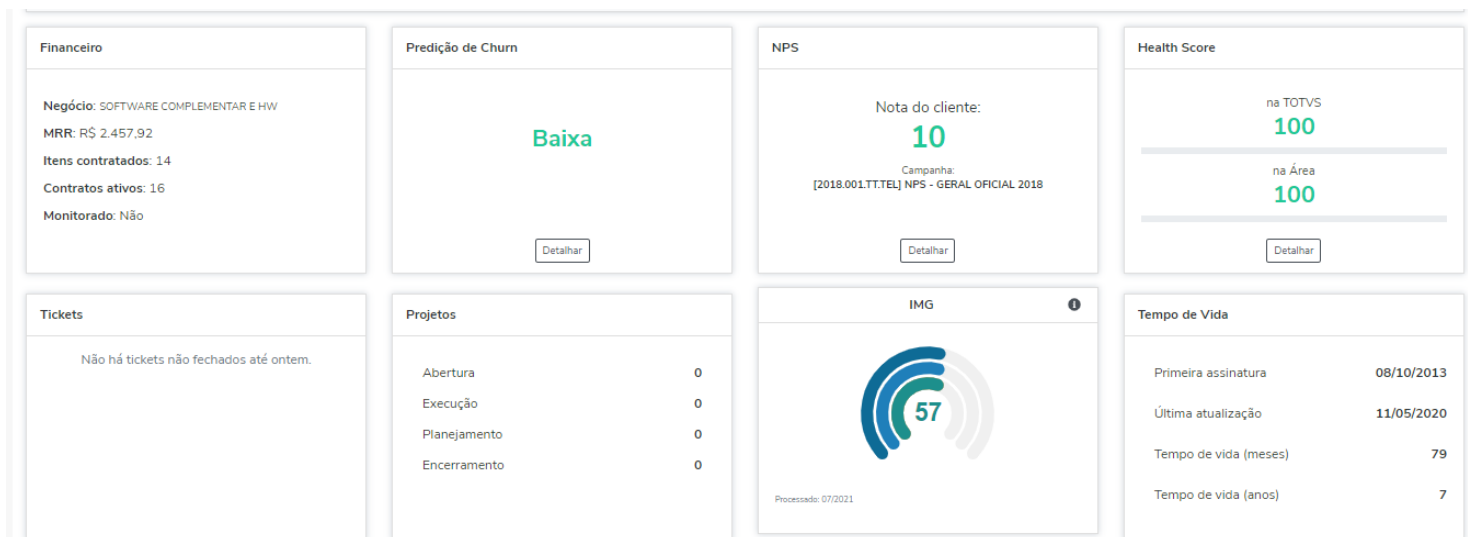 Financeiro
Negócio: SOFTWARE COMPLEMENTAR E HW
MRR: R$ 2.457,92
Itens contratados: 14
Contratos ativos: 16
Monitorado: Não
Predição de Churn
Baixa
Detalhar
NPS
Nota do cliente:
10
Campanha:
[2018.001.TT.TEL] NPS - GERAL OFICIAL 2018
Detalhar
Health Score
na TOTVS
100
na Área
100
Detalhar
Tickets
Não há tickets não fechados até ontem.
Projetos
Abertura 0
Execução 0
Planejamento 0
Encerramento 0
IMG
57
Processado: 07/2021
Tempo de Vida
Primeira assinatura 08/10/2013
Última atualização 11/05/2020
Tempo de vida (meses) 79
Tempo de vida (anos) 7